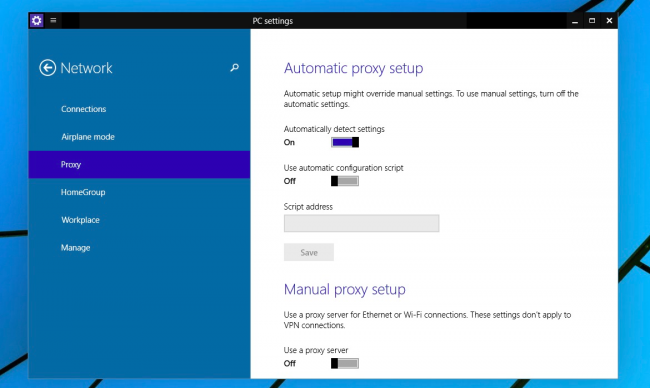 PC settings
Network
Connections
Airplane mode
Proxy
HomeGroup
Workplace
Manage
Automatic proxy setup
Automatic setup might override manual settings. To use manual settings, turn off the
automatic settings.
Automatically detect settings
On
Use automatic configuration script
Off
Script address
Save
Manual proxy setup
Use a proxy server for Ethernet or Wi-Fi connections. These settings don't apply to
VPN connections.
Use a proxy server
Off